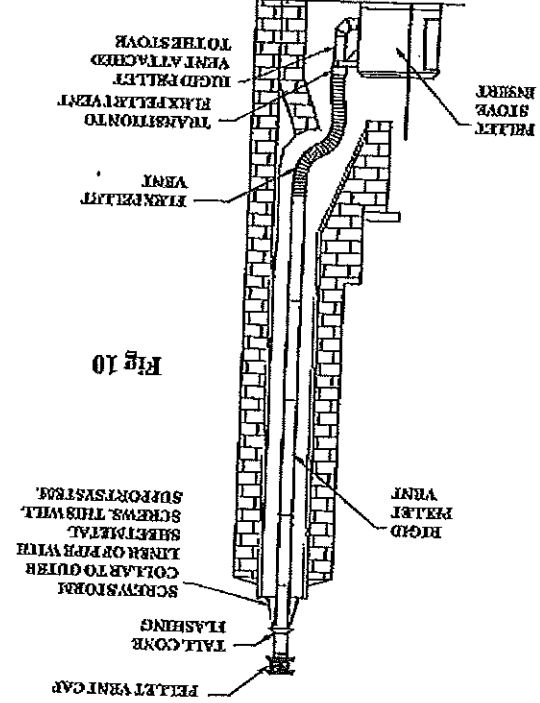 PELLET VENT CAP
TALL CONE
FLASHING
SCREW STORM
COLLAR TO OUTER
LINER OF PIPE WITH
SHEET METAL
SCREWS. THIS WILL
SUPPORT SYSTEM.
RIGID
PELLET
VENT
Fig 10
FLEX PELLET
VENT
TRANSITION TO
FLEX PELLET VENT
RIGID PELLET
VENT ATTACHED
TO THE STOVE
PELLET
STOVE
INSERT